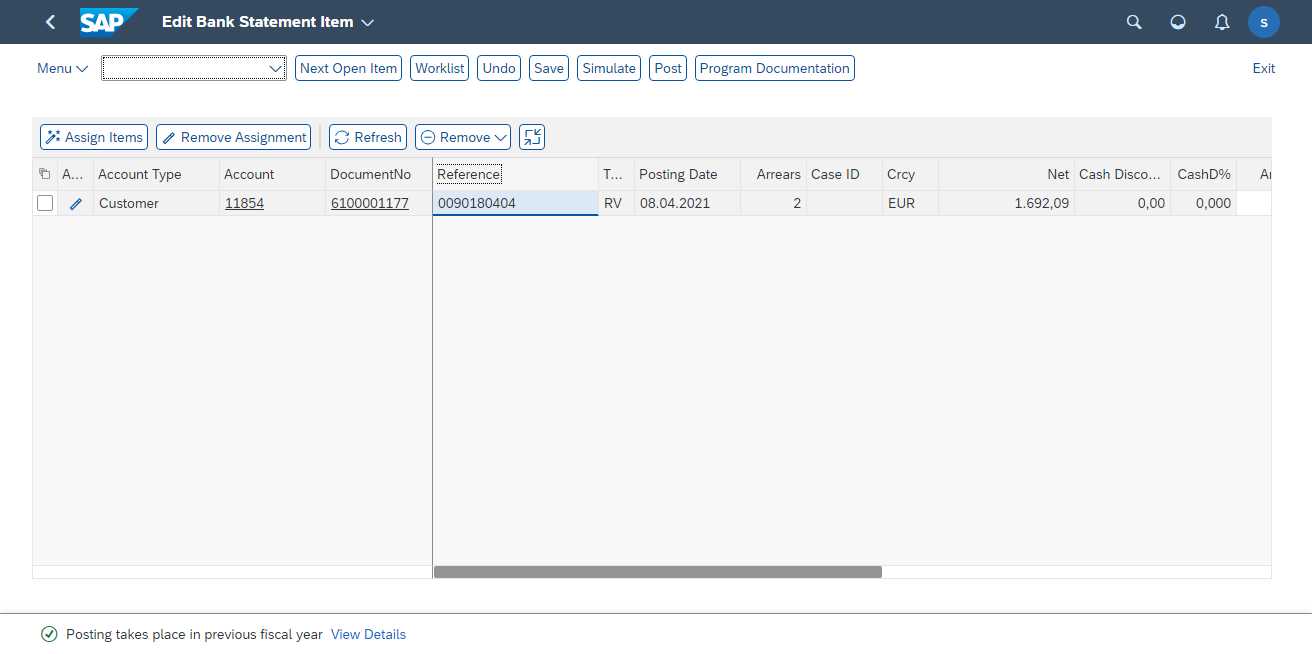 SAP Edit Bank Statement Item S
Menu Next Open Item Worklist Undo Save Simulate Post Program Documentation Exit
Assign Items Remove Assignment Refresh Remove
A... Account Type Account DocumentNo Reference T... Posting Date Arrears Case ID Crcy Net Cash Disco... CashD% Ar
Customer 11854 6100001177 0090180404 RV 08.04.2021 2 EUR 1.692,09 0,00 0,000
Posting takes place in previous fiscal year View Details